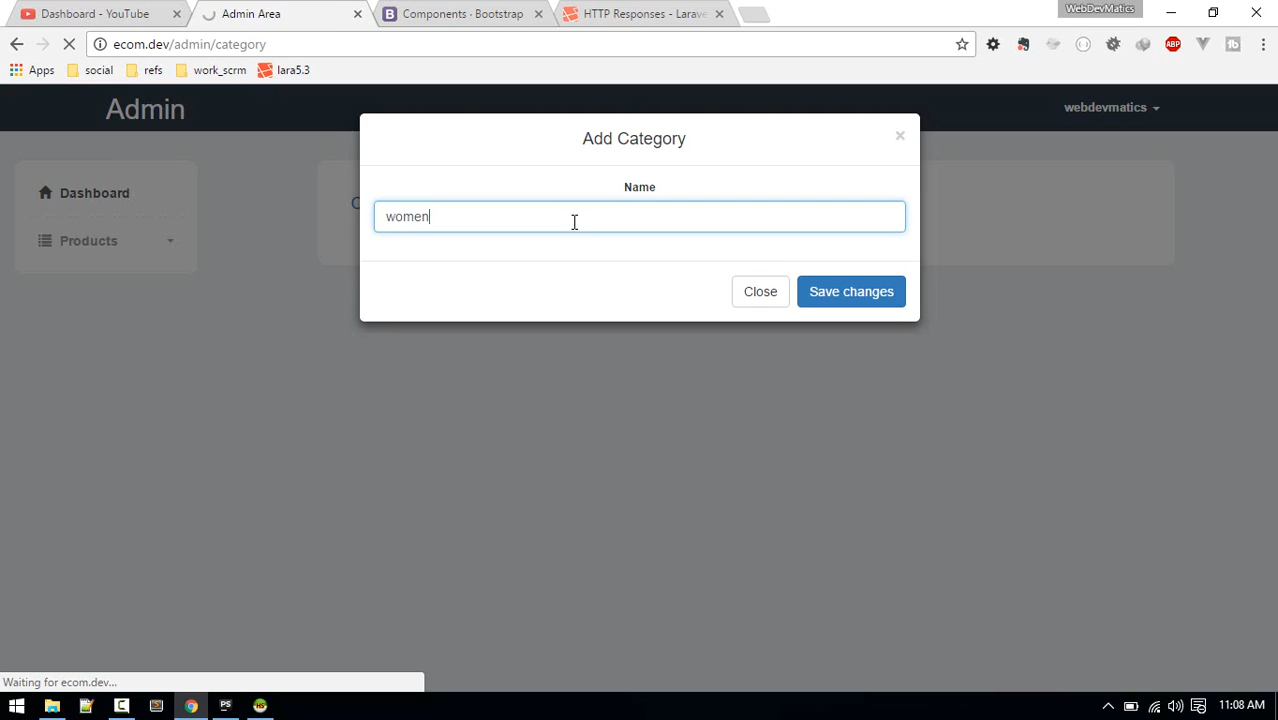 Dashboard - YouTube
Admin Area
Components · Bootstrap
HTTP Responses - Larave
WebDevMatics
ecom.dev/admin/category
ABP
Apps
social
refs
work_scrm
lara5.3
Admin
webdevmatics
Add Category
×
Dashboard
Name
women
Products
Close
Save changes
Waiting for ecom.dev...
11:08 AM